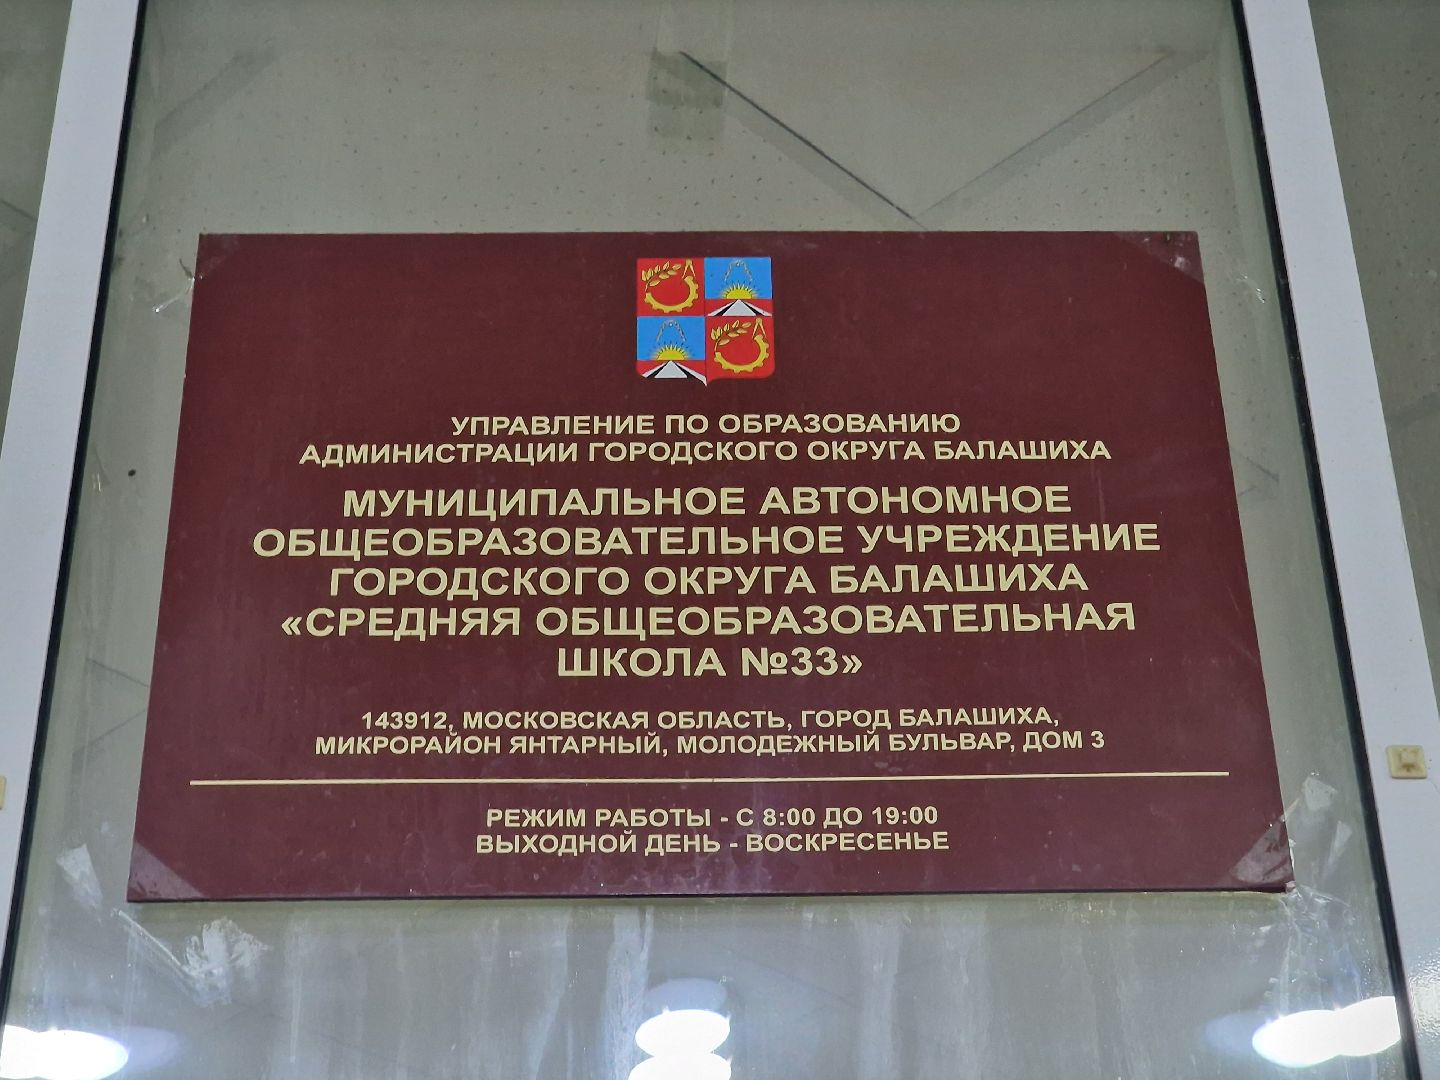 УПРАВЛЕНИЕ ПО ОБРАЗОВАНИЮ
АДМИНИСТРАЦИИ ГОРОДСКОГО ОКРУГА БАЛАШИХА
МУНИЦИПАЛЬНОЕ АВТОНОМНОЕ
ОБЩЕОБРАЗОВАТЕЛЬНОЕ УЧРЕЖДЕНИЕ
ГОРОДСКОГО ОКРУГА БАЛАШИХА
«СРЕДНЯЯ ОБЩЕОБРАЗОВАТЕЛЬНАЯ
ШКОЛА №33»
143912, МОСКОВСКАЯ ОБЛАСТЬ, ГОРОД БАЛАШИХА,
МИКРОРАЙОН ЯНТАРНЫЙ, МОЛОДЕЖНЫЙ БУЛЬВАР, ДОМ 3
РЕЖИМ РАБОТЫ - С 8:00 ДО 19:00
ВЫХОДНОЙ ДЕНЬ - ВОСКРЕСЕНЬЕ